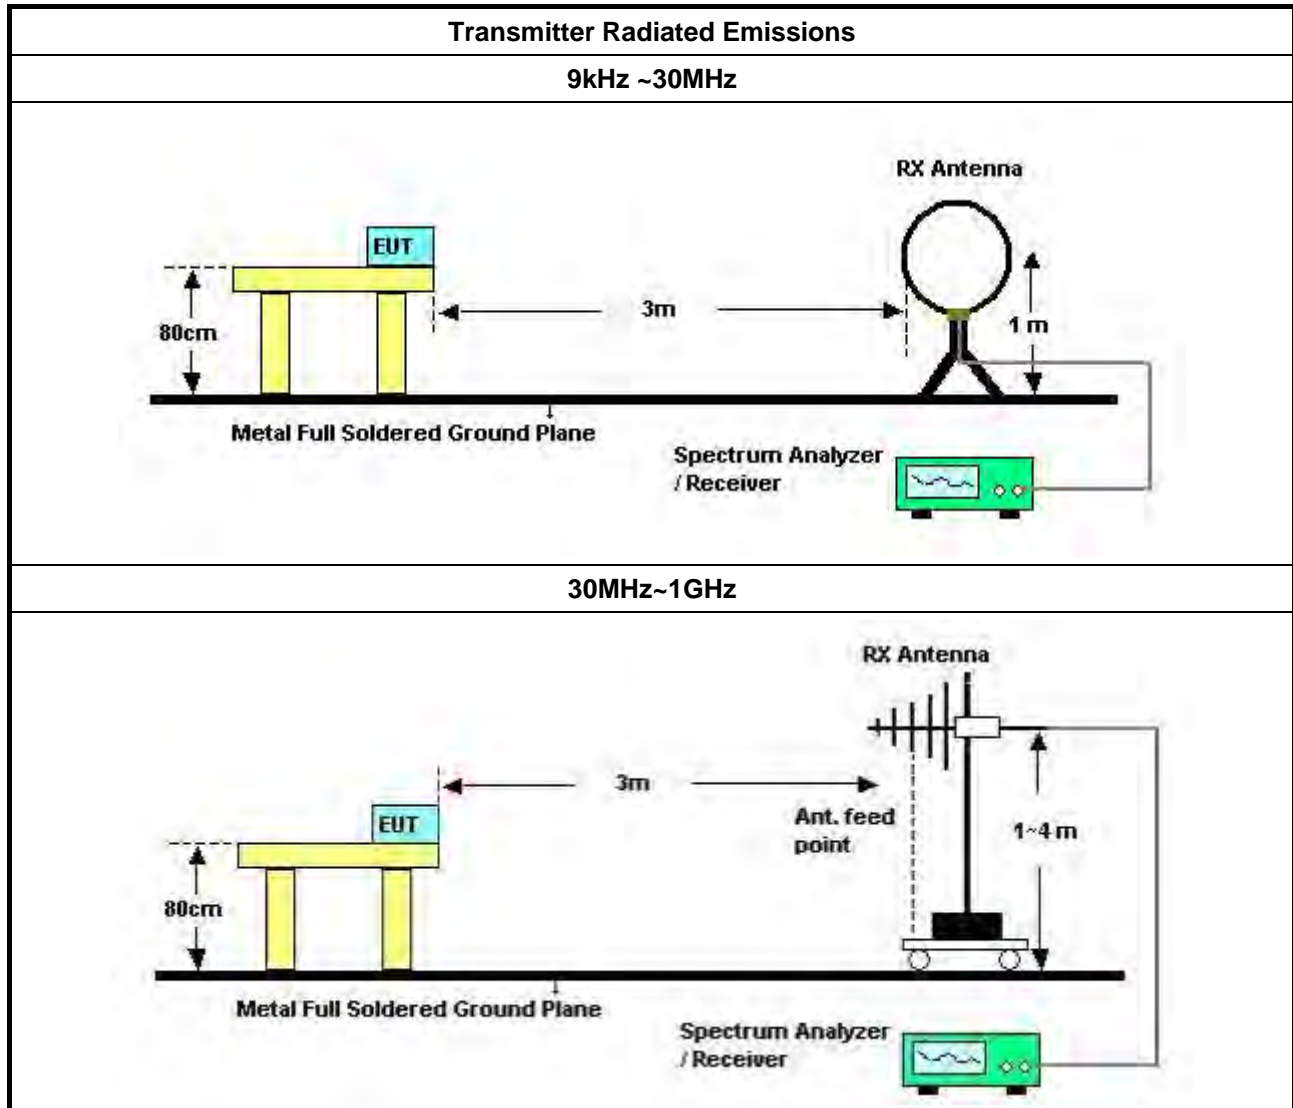 Transmitter Radiated Emissions
9kHz ~30MHz
RX Antenna
EUT
3m
80cm
1 m
Metal Full Soldered Ground Plane
Spectrum Analyzer
/ Receiver
30MHz~1GHz
RX Antenna
3m
EUT
Ant. feed
point
1~4 m
80cm
Metal Full Soldered Ground Plane
Spectrum Analyzer
/ Receiver